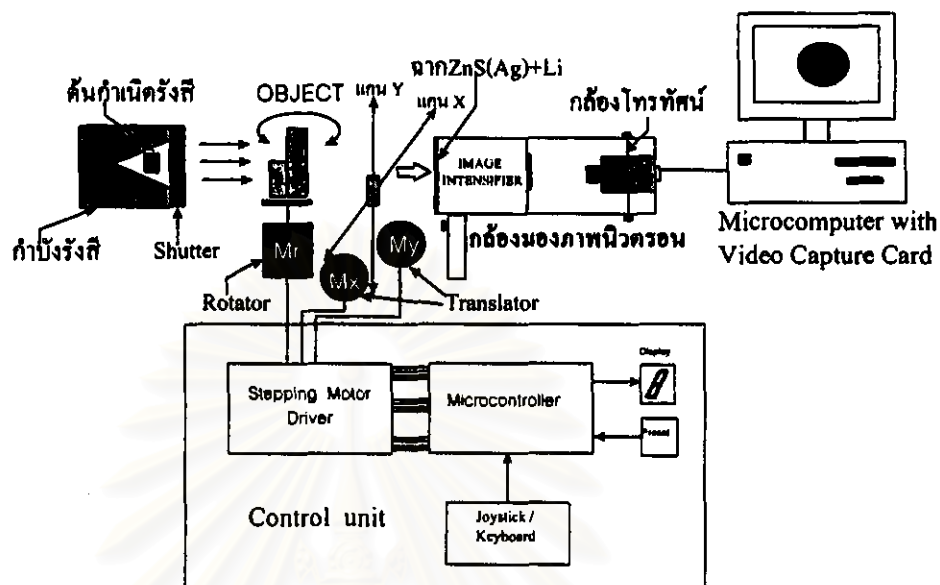 ฉากZnS(Ag)+Li
ต้นกำเนิดรังสี
OBJECT
แกน Y
แกน X
กล้องโทรทัศน์
IMAGE
INTENSIFIER
กำบังรังสี
Shutter
Mr
Mx
My
กล้องมองภาพนิวตรอน
Microcomputer with
Video Capture Card
Rotator
Translator
Stepping Motor
Driver
Microcontroller
Display
Preset
Control unit
Joystick /
Keyboard